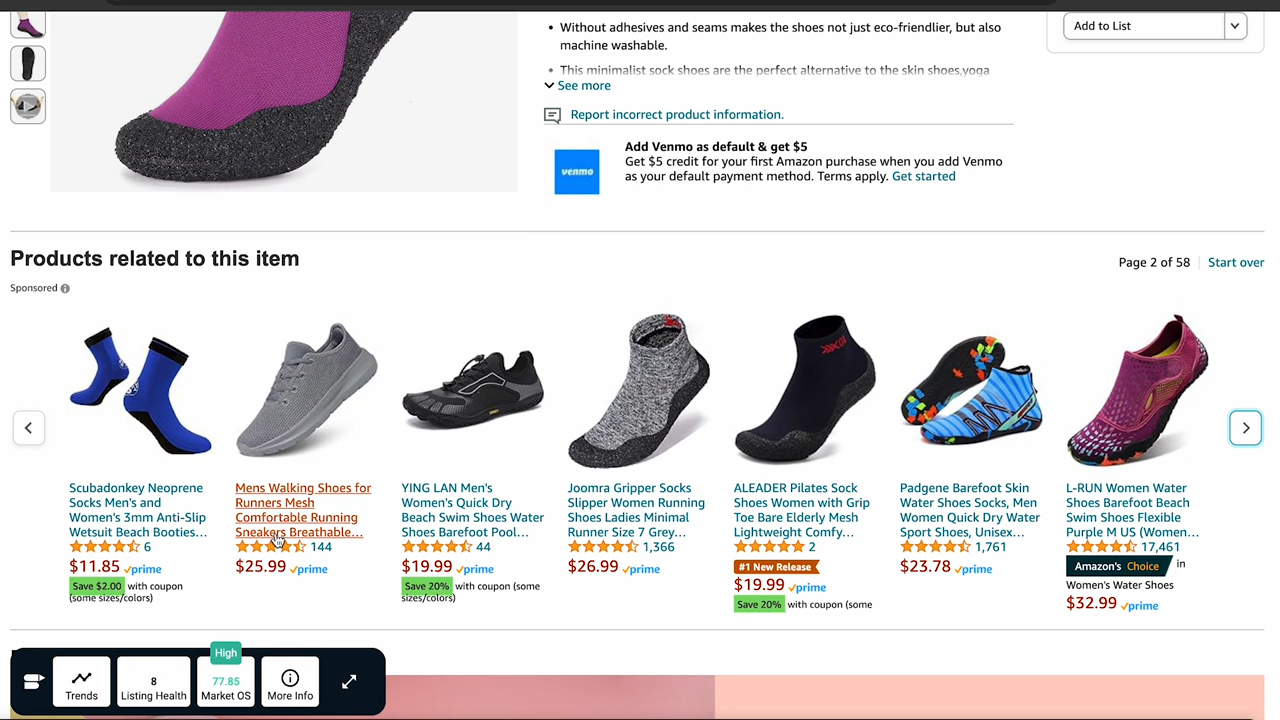 Without adhesives and seams makes the shoes not just eco-friendlier, but also
machine washable.
This minimalist sock shoes are the perfect alternative to the skin shoes,yoga
See more
Report incorrect product information.
Add to List
venmo
Add Venmo as default & get $5
Get $5 credit for your first Amazon purchase when you add Venmo
as your default payment method. Terms apply. Get started
Products related to this item
Page 2 of 58
Start over
Sponsored
Scubadonkey Neoprene
Socks Men's and
Women's 3mm Anti-Slip
Wetsuit Beach Booties...
6
$11.85 prime
Save $2.00 with coupon
(some sizes/colors)
Mens Walking Shoes for
Runners Mesh
Comfortable Running
Sneakers Breathable...
144
$25.99 prime
YING LAN Men's
Women's Quick Dry
Beach Swim Shoes Water
Shoes Barefoot Pool...
44
$19.99 prime
Save 20% with coupon (some
sizes/colors)
Joomra Gripper Socks
Slipper Women Running
Shoes Ladies Minimal
Runner Size 7 Grey...
1,366
$26.99 prime
ALEADER Pilates Sock
Shoes Women with Grip
Toe Bare Elderly Mesh
Lightweight Comfy...
2
#1 New Release
$19.99 prime
Save 20% with coupon (some
Padgene Barefoot Skin
Water Shoes Socks, Men
Women Quick Dry Water
Sport Shoes, Unisex...
1,761
$23.78 prime
L-RUN Women Water
Shoes Barefoot Beach
Swim Shoes Flexible
Purple M US (Women...
17,461
Amazon's Choice in
Women's Water Shoes
$32.99 prime
Trends
8
Listing Health
High
77.85
Market OS
More Info